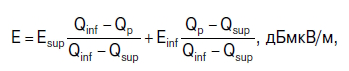 E = E_sup (Q_inf – Q_p)/(Q_inf – Q_sup) + E_inf (Q_p – Q_sup)/(Q_inf – Q_sup), дБмкВ/м,